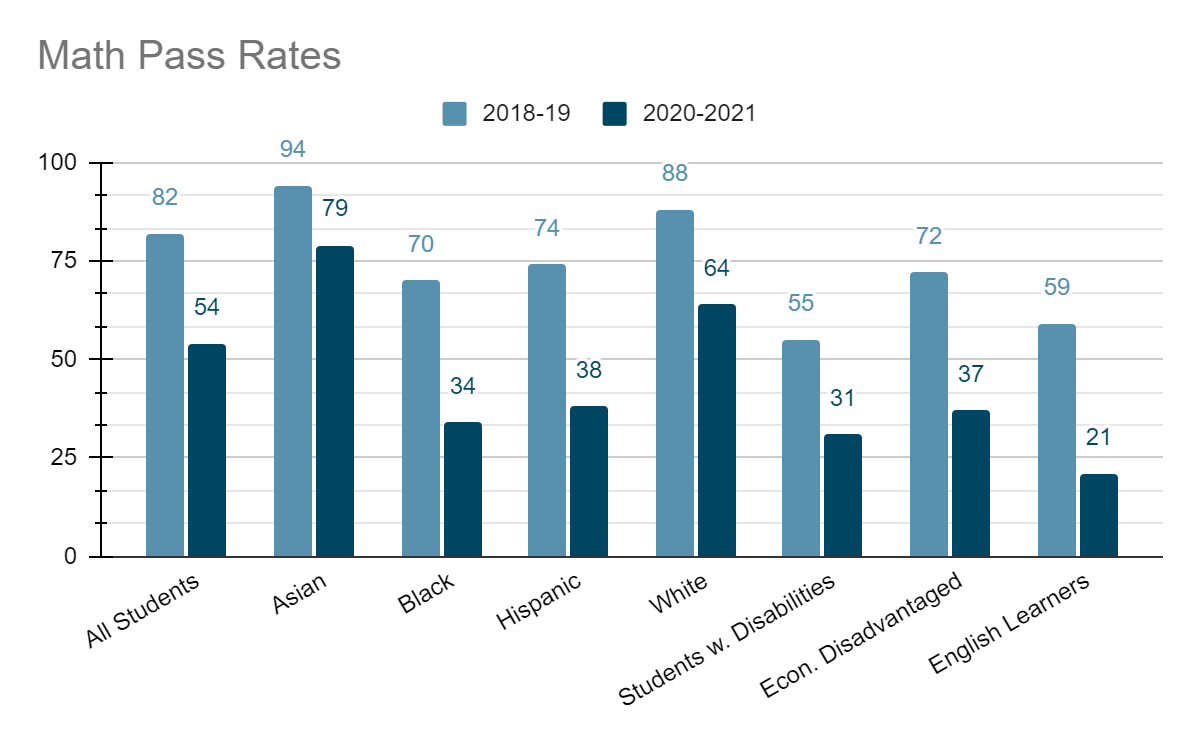 Math Pass Rates
2018-19 2020-2021
100
75
50
25
0
82
54
94
79
70
34
74
38
88
64
55
31
72
37
59
21
All Students
Asian
Black
Hispanic
White
Students w. Disabilities
Econ. Disadvantaged
English Learners